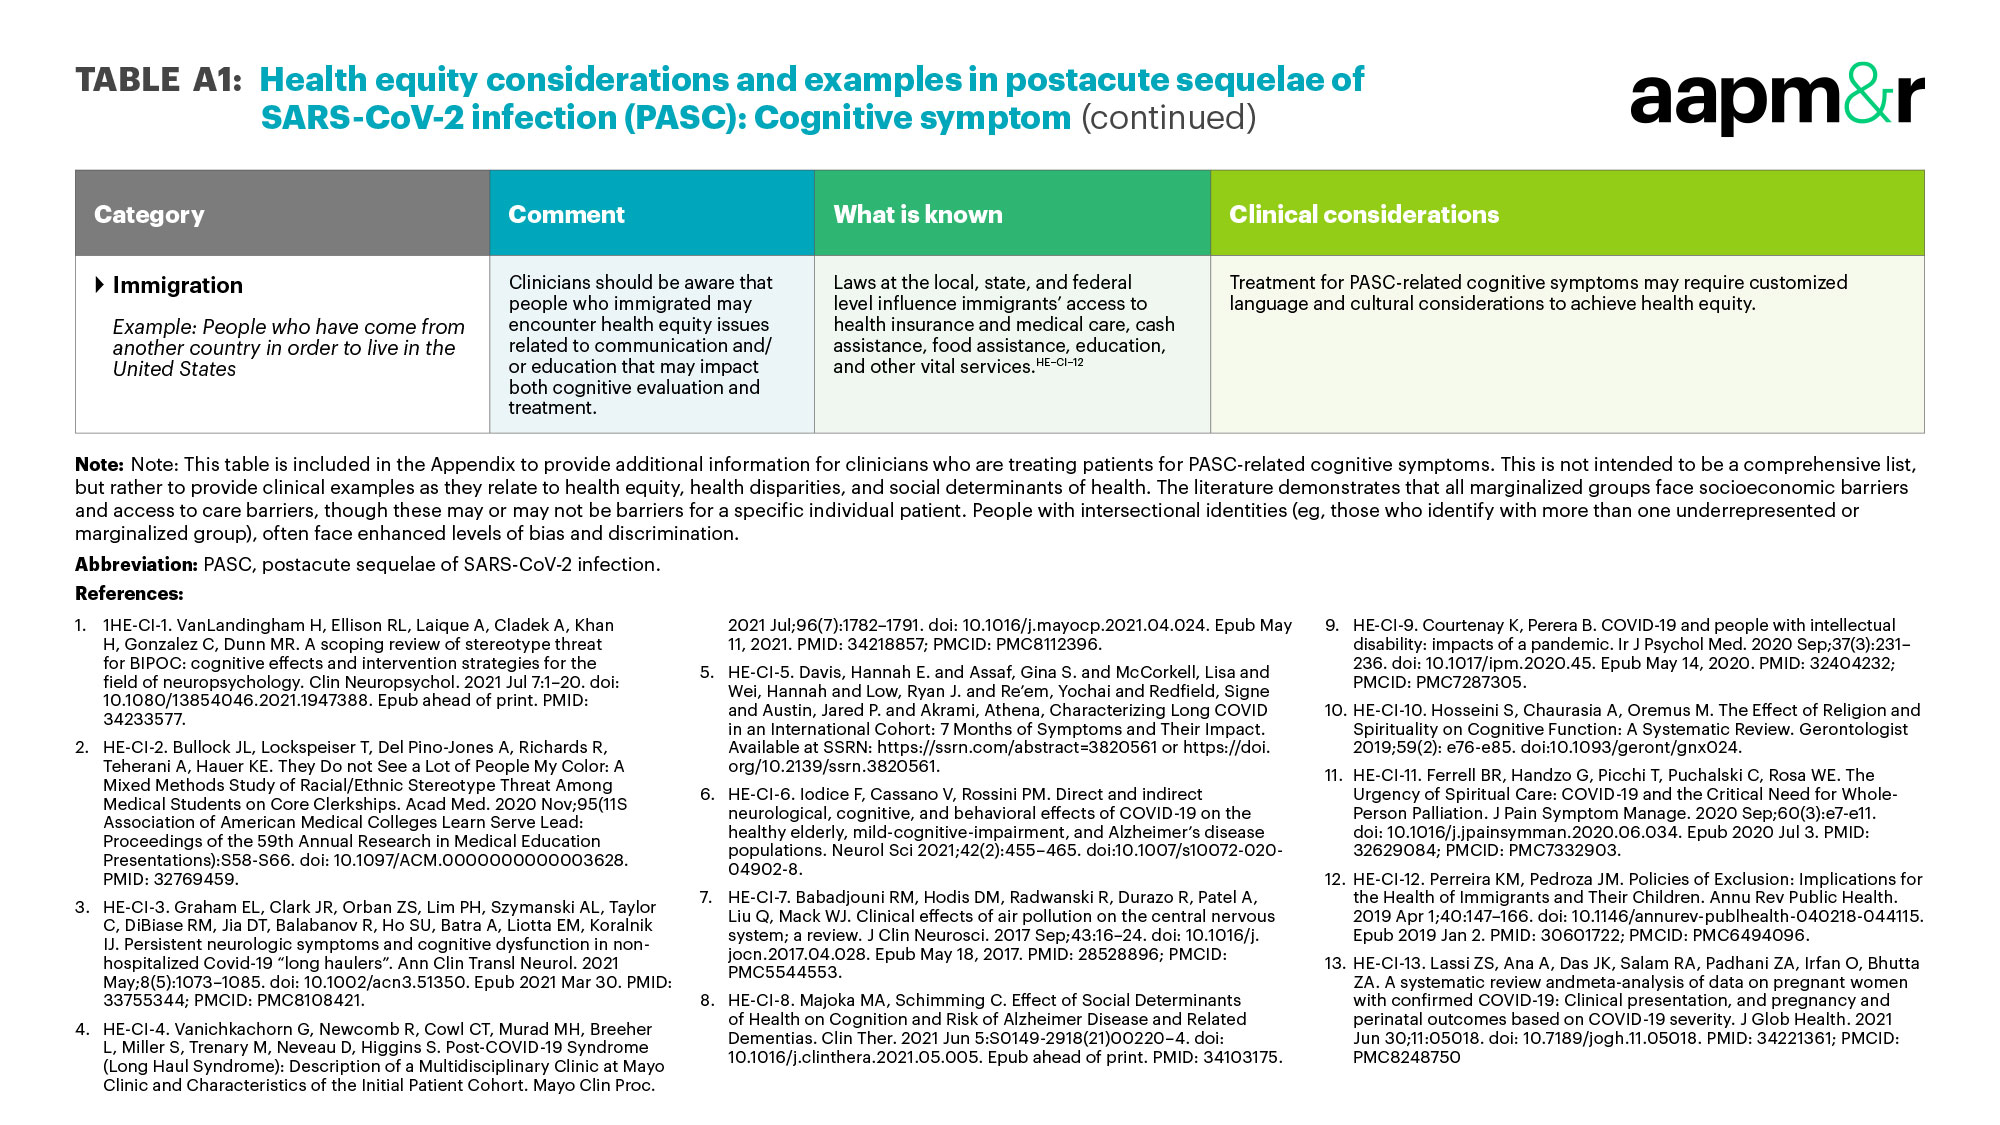 TABLE A1: Health equity considerations and examples in postacute sequelae of
SARS-CoV-2 infection (PASC): Cognitive symptom (continued)
aapm&r
Category
Comment
What is known
Clinical considerations
Immigration
Example: People who have come from
another country in order to live in the
United States
Clinicians should be aware that
people who immigrated may
encounter health equity issues
related to communication and/
or education that may impact
both cognitive evaluation and
treatment.
Laws at the local, state, and federal
level influence immigrants’ access to
health insurance and medical care, cash
assistance, food assistance, education,
and other vital services.HE–CI–12
Treatment for PASC-related cognitive symptoms may require customized
language and cultural considerations to achieve health equity.
Note: Note: This table is included in the Appendix to provide additional information for clinicians who are treating patients for PASC-related cognitive symptoms. This is not intended to be a comprehensive list,
but rather to provide clinical examples as they relate to health equity, health disparities, and social determinants of health. The literature demonstrates that all marginalized groups face socioeconomic barriers
and access to care barriers, though these may or may not be barriers for a specific individual patient. People with intersectional identities (eg, those who identify with more than one underrepresented or
marginalized group), often face enhanced levels of bias and discrimination.
Abbreviation: PASC, postacute sequelae of SARS-CoV-2 infection.
References:
1. 1HE-CI-1. VanLandingham H, Ellison RL, Laique A, Cladek A, Khan
H, Gonzalez C, Dunn MR. A scoping review of stereotype threat
for BIPOC: cognitive effects and intervention strategies for the
field of neuropsychology. Clin Neuropsychol. 2021 Jul 7:1–20. doi:
10.1080/13854046.2021.1947388. Epub ahead of print. PMID:
34233577.
2. HE-CI-2. Bullock JL, Lockspeiser T, Del Pino-Jones A, Richards R,
Teherani A, Hauer KE. They Do not See a Lot of People My Color: A
Mixed Methods Study of Racial/Ethnic Stereotype Threat Among
Medical Students on Core Clerkships. Acad Med. 2020 Nov;95(11S
Association of American Medical Colleges Learn Serve Lead:
Proceedings of the 59th Annual Research in Medical Education
Presentations):S58-S66. doi: 10.1097/ACM.0000000000003628.
PMID: 32769459.
3. HE-CI-3. Graham EL, Clark JR, Orban ZS, Lim PH, Szymanski AL, Taylor
C, DiBiase RM, Jia DT, Balabanov R, Ho SU, Batra A, Liotta EM, Koralnik
IJ. Persistent neurologic symptoms and cognitive dysfunction in non-
hospitalized Covid-19 “long haulers”. Ann Clin Transl Neurol. 2021
May;8(5):1073–1085. doi: 10.1002/acn3.51350. Epub 2021 Mar 30. PMID:
33755344; PMCID: PMC8108421.
4. HE-CI-4. Vanichkachorn G, Newcomb R, Cowl CT, Murad MH, Breeher
L, Miller S, Trenary M, Neveau D, Higgins S. Post-COVID-19 Syndrome
(Long Haul Syndrome): Description of a Multidisciplinary Clinic at Mayo
Clinic and Characteristics of the Initial Patient Cohort. Mayo Clin Proc.
2021 Jul;96(7):1782–1791. doi: 10.1016/j.mayocp.2021.04.024. Epub May
11, 2021. PMID: 34218857; PMCID: PMC8112396.
5. HE-CI-5. Davis, Hannah E. and Assaf, Gina S. and McCorkell, Lisa and
Wei, Hannah and Low, Ryan J. and Re’em, Yochai and Redfield, Signe
and Austin, Jared P. and Akrami, Athena, Characterizing Long COVID
in an International Cohort: 7 Months of Symptoms and Their Impact.
Available at SSRN: https://ssrn.com/abstract=3820561 or https://doi.
org/10.2139/ssrn.3820561.
6. HE-CI-6. Iodice F, Cassano V, Rossini PM. Direct and indirect
neurological, cognitive, and behavioral effects of COVID-19 on the
healthy elderly, mild-cognitive-impairment, and Alzheimer’s disease
populations. Neurol Sci 2021;42(2):455–465. doi:10.1007/s10072-020-
04902-8.
7. HE-CI-7. Babadjouni RM, Hodis DM, Radwanski R, Durazo R, Patel A,
Liu Q, Mack WJ. Clinical effects of air pollution on the central nervous
system; a review. J Clin Neurosci. 2017 Sep;43:16–24. doi: 10.1016/j.
jocn.2017.04.028. Epub May 18, 2017. PMID: 28528896; PMCID:
PMC5544553.
8. HE-CI-8. Majoka MA, Schimming C. Effect of Social Determinants
of Health on Cognition and Risk of Alzheimer Disease and Related
Dementias. Clin Ther. 2021 Jun 5:S0149-2918(21)00220–4. doi:
10.1016/j.clinthera.2021.05.005. Epub ahead of print. PMID: 34103175.
9. HE-CI-9. Courtenay K, Perera B. COVID-19 and people with intellectual
disability: impacts of a pandemic. Ir J Psychol Med. 2020 Sep;37(3):231–
236. doi: 10.1017/ipm.2020.45. Epub May 14, 2020. PMID: 32404232;
PMCID: PMC7287305.
10. HE-CI-10. Hosseini S, Chaurasia A, Oremus M. The Effect of Religion and
Spirituality on Cognitive Function: A Systematic Review. Gerontologist
2019;59(2): e76-e85. doi:10.1093/geront/gnx024.
11. HE-CI-11. Ferrell BR, Handzo G, Picchi T, Puchalski C, Rosa WE. The
Urgency of Spiritual Care: COVID-19 and the Critical Need for Whole-
Person Palliation. J Pain Symptom Manage. 2020 Sep;60(3):e7-e11.
doi: 10.1016/j.jpainsymman.2020.06.034. Epub 2020 Jul 3. PMID:
32629084; PMCID: PMC7332903.
12. HE-CI-12. Perreira KM, Pedroza JM. Policies of Exclusion: Implications for
the Health of Immigrants and Their Children. Annu Rev Public Health.
2019 Apr 1;40:147–166. doi: 10.1146/annurev-publhealth-040218-044115.
Epub 2019 Jan 2. PMID: 30601722; PMCID: PMC6494096.
13. HE-CI-13. Lassi ZS, Ana A, Das JK, Salam RA, Padhani ZA, Irfan O, Bhutta
ZA. A systematic review andmeta-analysis of data on pregnant women
with confirmed COVID-19: Clinical presentation, and pregnancy and
perinatal outcomes based on COVID-19 severity. J Glob Health. 2021
Jun 30;11:05018. doi: 10.7189/jogh.11.05018. PMID: 34221361; PMCID:
PMC8248750